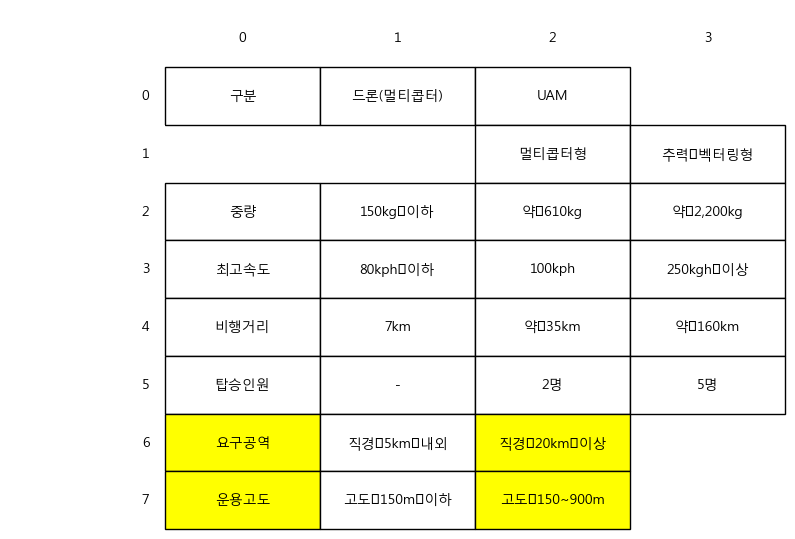 0 1 2 3
0 구분 드론(멀티콥터) UAM
1 멀티콥터형 추력▯벡터링형
2 중량 150kg▯이하 약▯610kg 약▯2,200kg
3 최고속도 80kph▯이하 100kph 250kgh▯이상
4 비행거리 7km 약▯35km 약▯160km
5 탑승인원 - 2명 5명
6 요구공역 직경▯5km▯내외 직경▯20km▯이상
7 운용고도 고도▯150m▯이하 고도▯150~900m